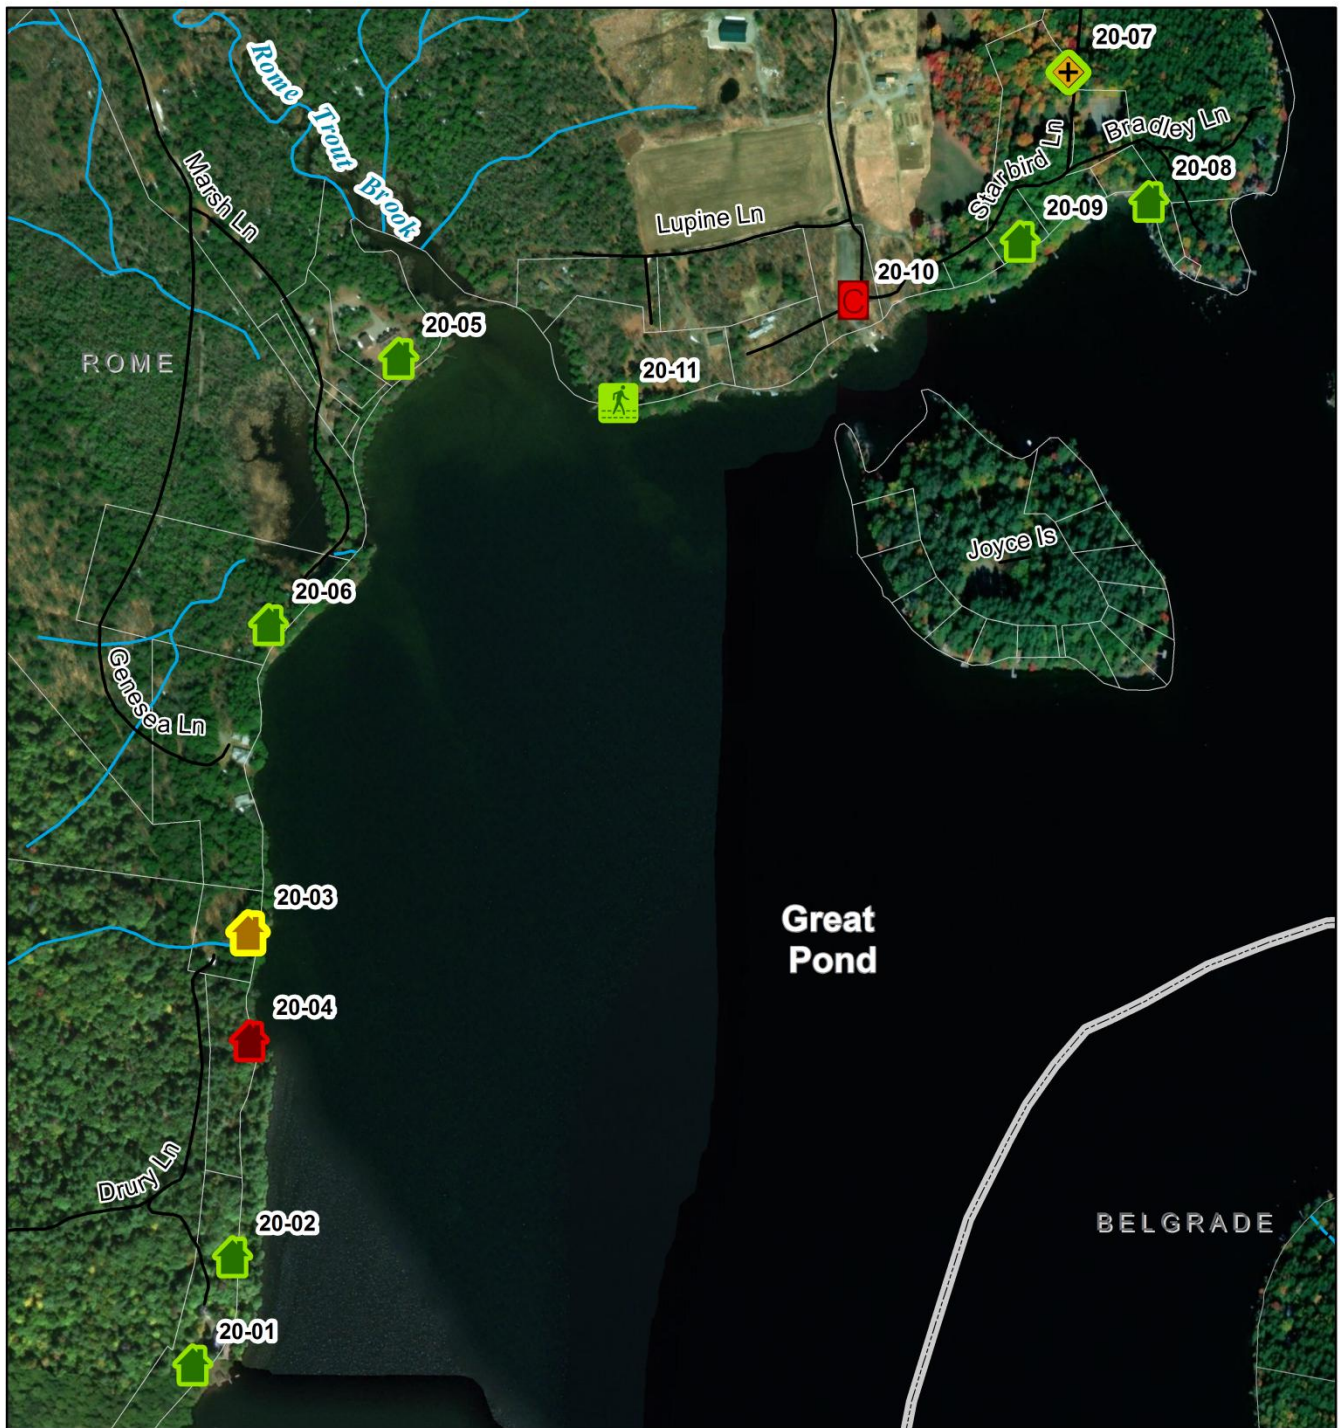 20-07
Rome Trout Brook
Bradley Ln
Starbird Ln
Marsh Ln
20-08
20-09
Lupine Ln
20-10
C
20-05
ROME
20-11
Joyce Is
20-06
Genesea Ln
20-03
Great
Pond
20-04
Drury Ln
20-02
BELGRADE
20-01